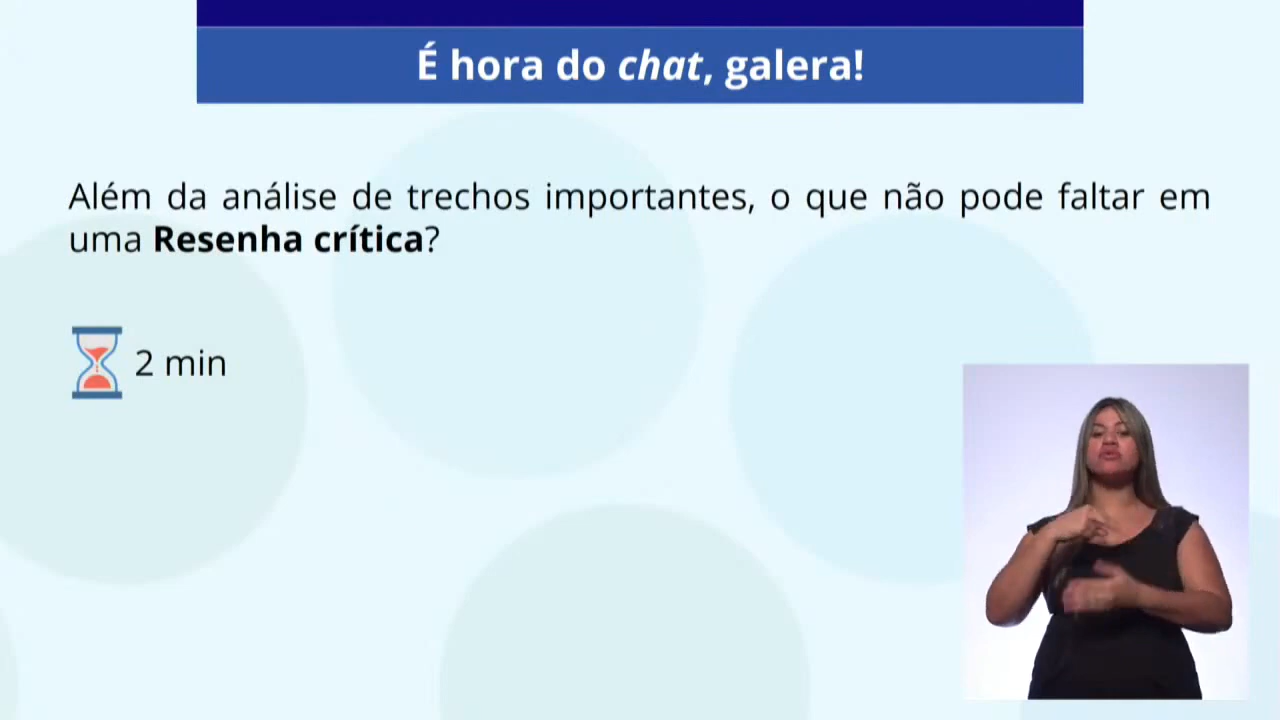 É hora do chat, galera!
Além da análise de trechos importantes, o que não pode faltar em
uma Resenha crítica?
2 min